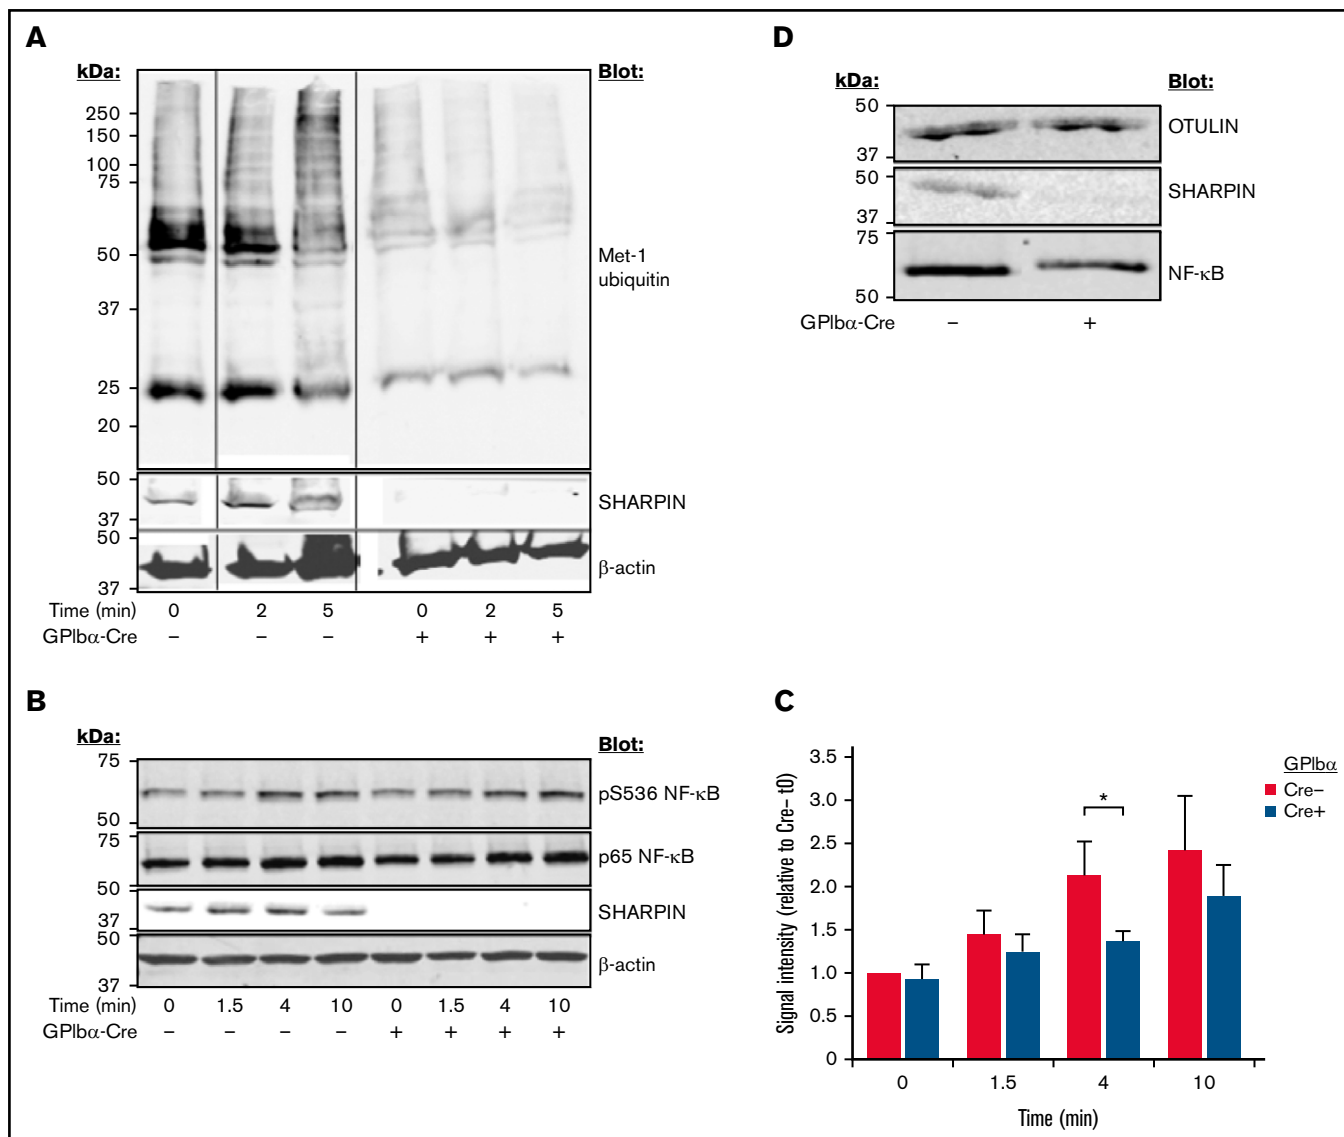 A
kDa:
Blot:
250
150
100
75
50
37
25
20
Met-1
ubiquitin
50
37
SHARPIN
50
37
β-actin
Time (min) 0 2 5 0 2 5
GPIbα-Cre – – – + + +
D
kDa:
Blot:
50
37
OTULIN
50
37
SHARPIN
75
50
NF-κB
GPIbα-Cre – +
B
kDa:
Blot:
75
50
pS536 NF-κB
75
50
p65 NF-κB
37
SHARPIN
50
37
β-actin
Time (min) 0 1.5 4 10 0 1.5 4 10
GPIbα-Cre – – – – + + + +
C
Signal intensity (relative to Cre– t0)
3.5
3.0
2.5
2.0
1.5
1.0
0.5
0
*
GPIbα
Cre–
Cre+
0 1.5 4 10
Time (min)